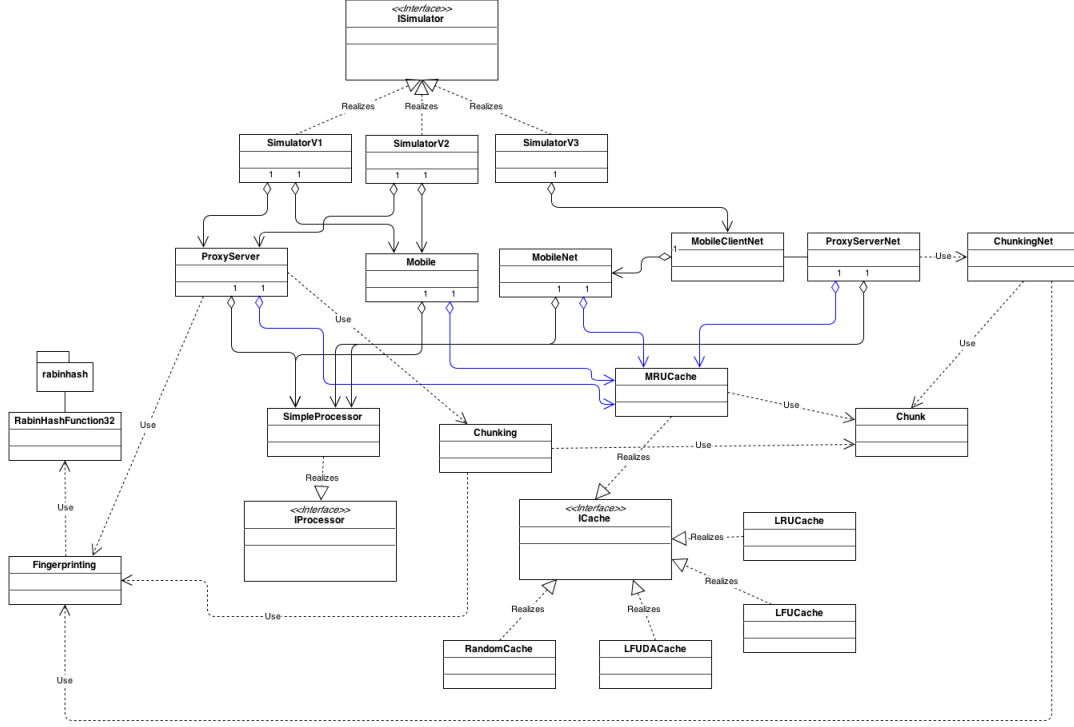 <<Interface>>
ISimulator
Realizes
Realizes
Realizes
SimulatorV1
1
1
SimulatorV2
1
1
SimulatorV3
1
ProxyServer
1
1
Mobile
1
1
MobileNet
1
1
MobileClientNet
1
ProxyServerNet
1
1
Use
ChunkingNet
Use
Use
rabinhash
RabinHashFunction32
MRUCache
SimpleProcessor
Use
Chunk
Use
Chunking
Use
Realizes
Realizes
<<Interface>>
IProcessor
<<Interface>>
ICache
Use
LRUCache
Realizes
Fingerprinting
Realizes
LFUCache
Realizes
Realizes
Use
RandomCache
LFUDACache
Use